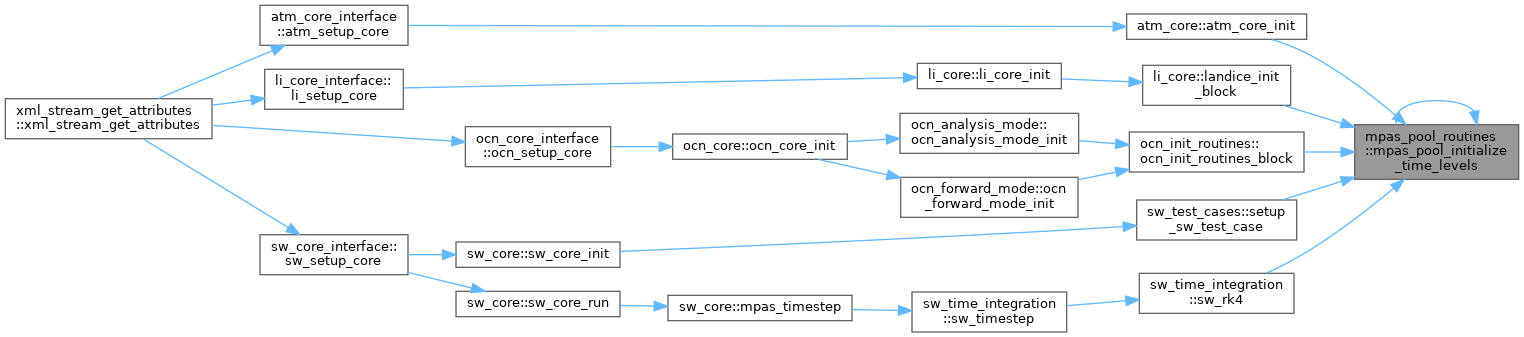 xml_stream_get_attributes
::xml_stream_get_attributes
atm_core_interface
::atm_setup_core
li_core_interface::
li_setup_core
ocn_core_interface
::ocn_setup_core
sw_core_interface::
sw_setup_core
sw_core::sw_core_init
sw_core::sw_core_run
ocn_core::ocn_core_init
sw_core::mpas_timestep
li_core::li_core_init
ocn_analysis_mode::
ocn_analysis_mode_init
ocn_forward_mode::ocn
_forward_mode_init
sw_time_integration
::sw_timestep
atm_core::atm_core_init
li_core::landice_init
_block
ocn_init_routines::
ocn_init_routines_block
sw_test_cases::setup
_sw_test_case
sw_time_integration
::sw_rk4
mpas_pool_routines
::mpas_pool_initialize
_time_levels